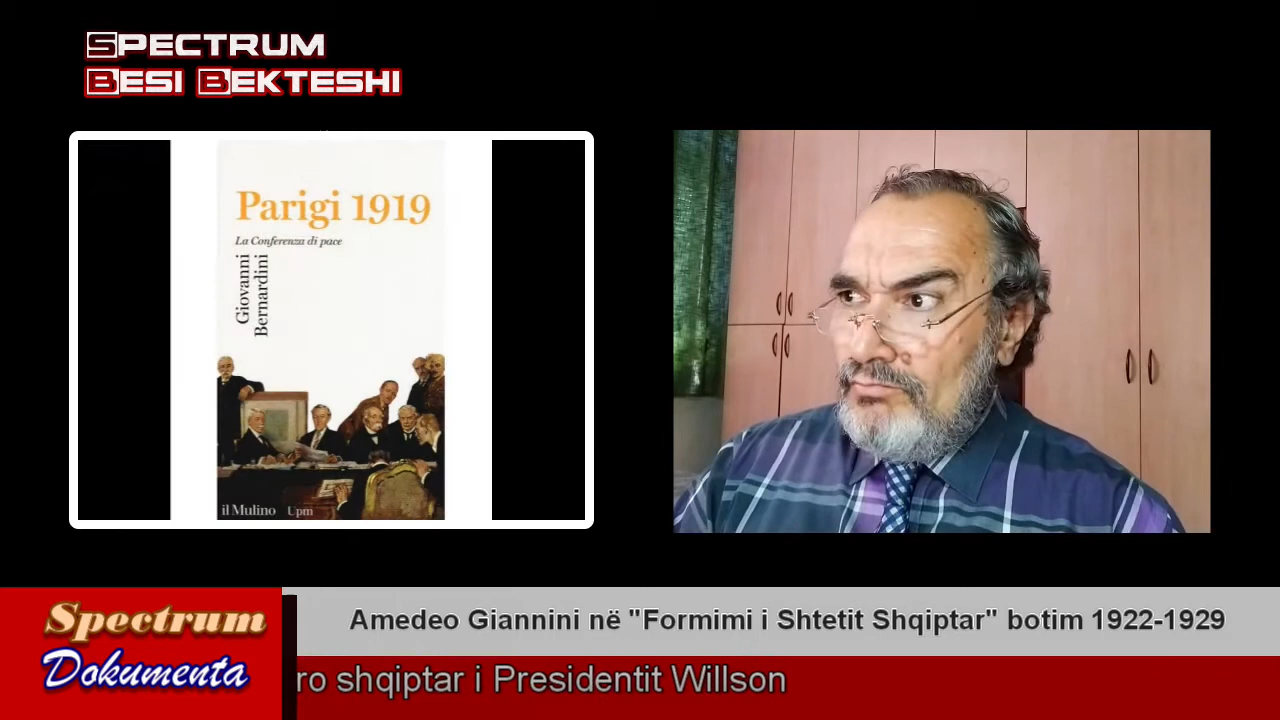 SPECTRUM
BESI BEKTESHI
Parigi 1919
La Conferenza di pace
Giovanni
Bernardini
il Mulino Upm
Spectrum
Dokumenta
Amedeo Giannini në "Formimi i Shtetit Shqiptar" botim 1922-1929
ro shqiptar i Presidentit Willson